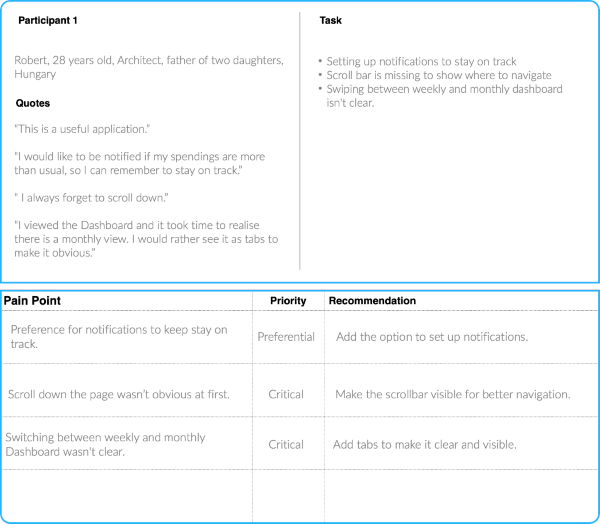 Participant 1
Robert, 28 years old, Architect, father of two daughters,
Hungary
Quotes
"This is a useful application."
"I would like to be notified if my spendings are more
than usual, so I can remember to stay on track."
" I always forget to scroll down."
"I viewed the Dashboard and it took time to realise
there is a monthly view. I would rather see it as tabs to
make it obvious."
Task
• Setting up notifications to stay on track
• Scroll bar is missing to show where to navigate
• Swiping between weekly and monthly dashboard
isn't clear.
Pain Point Priority Recommendation
Preference for notifications to keep stay on
track.
Preferential
Add the option to set up notifications.
Scroll down the page wasn't obvious at first.
Critical
Make the scrollbar visible for better navigation.
Switching between weekly and monthly
Dashboard wasn't clear.
Critical
Add tabs to make it clear and visible.